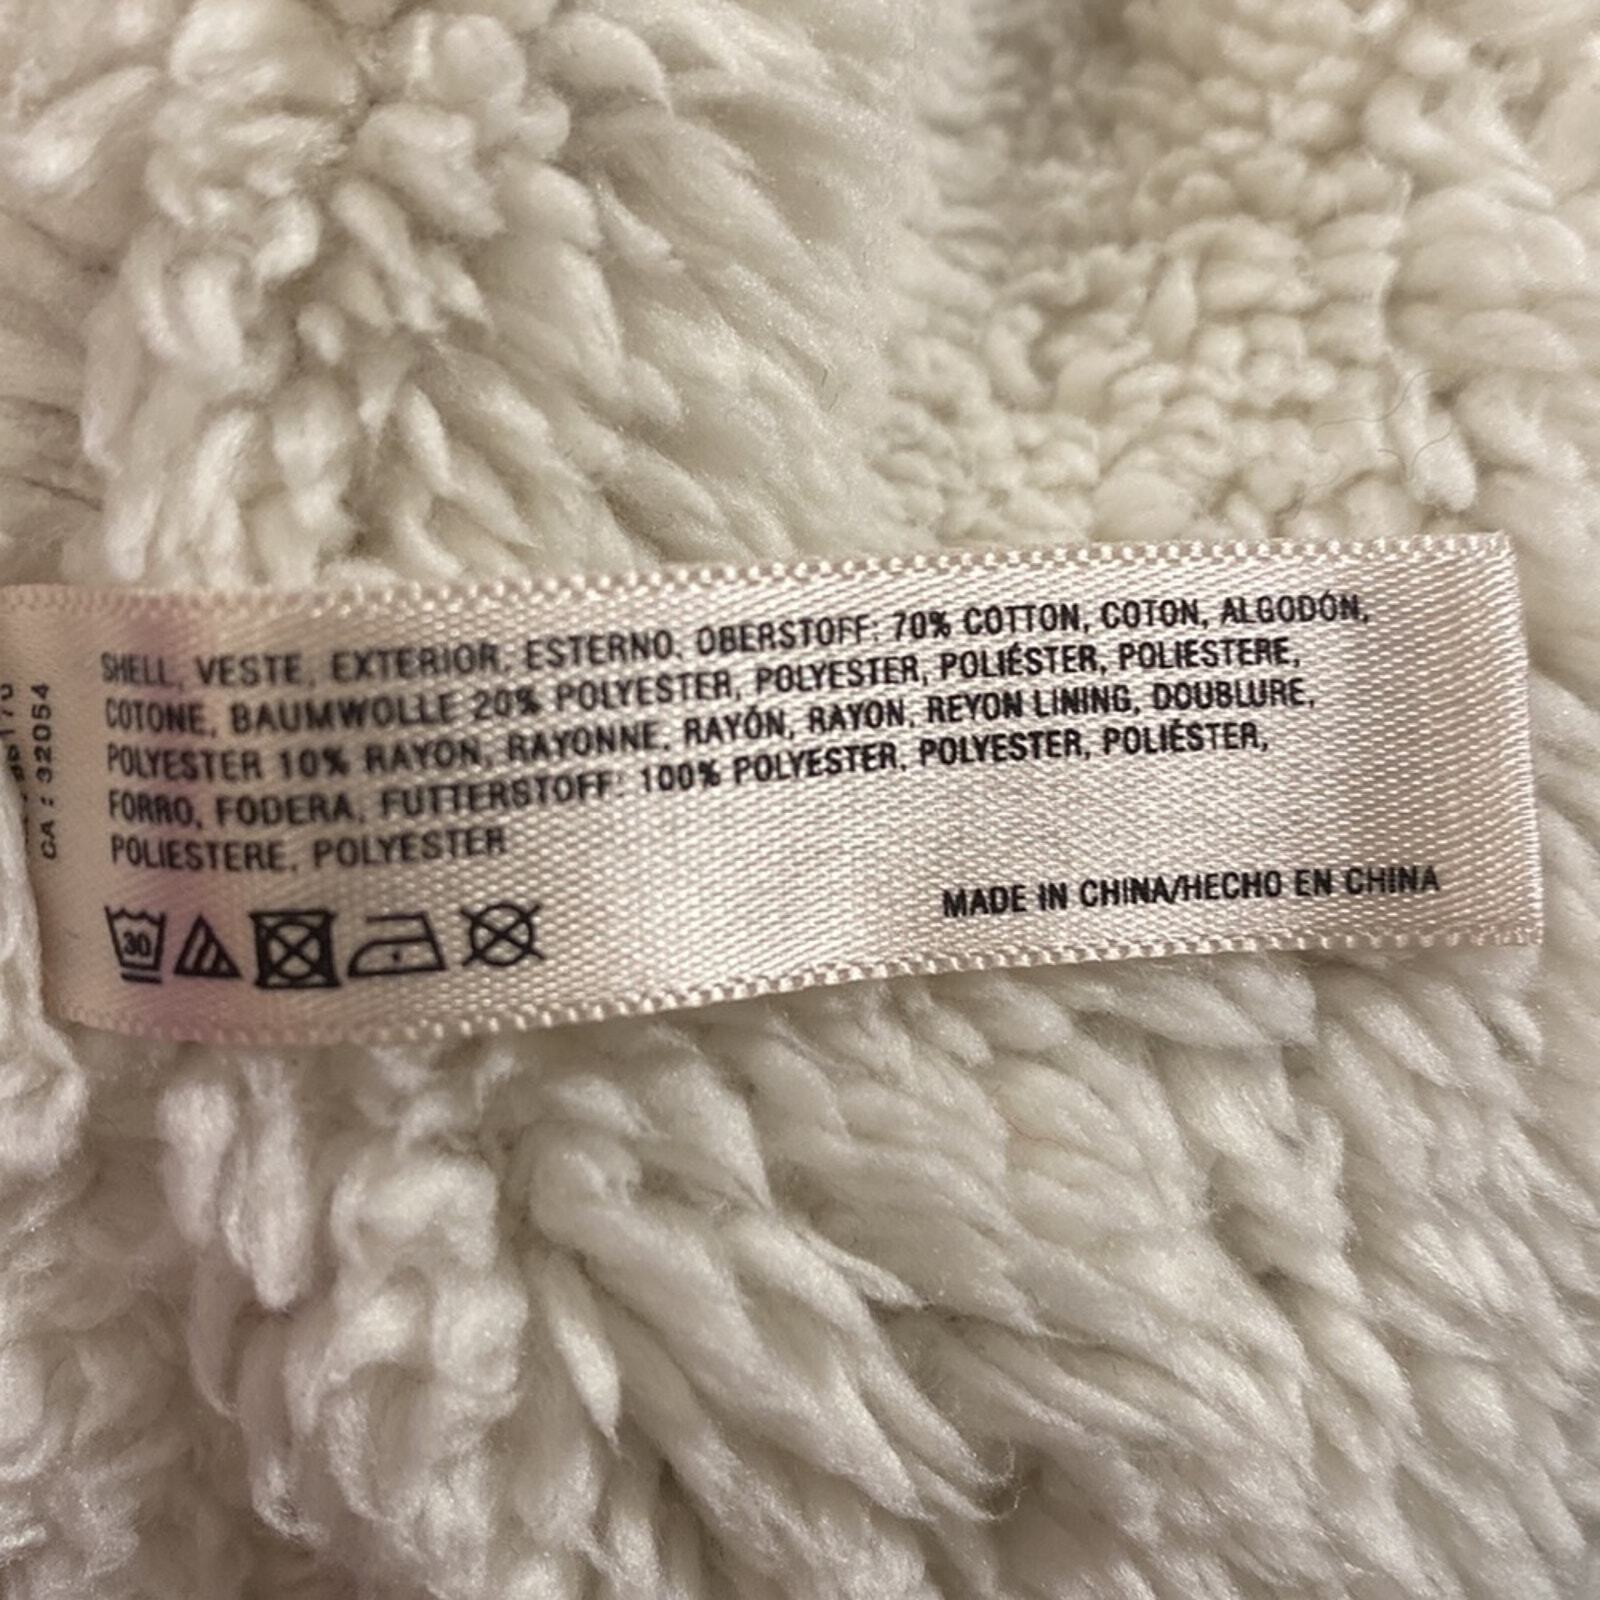 SHELL, VESTE, EXTERIOR, ESTERNO, OBERSTOFF: 70% COTTON, COTON, ALGODÓN,
COTONE, BAUMWOLLE 20% POLYESTER, POLYESTER, POLIÉSTER, POLIESTERE,
POLYESTER 10% RAYON, RAYONNE, RAYÓN, RAYON, REYON LINING, DOUBLURE,
FORRO, FODERA, FUTTERSTOFF: 100% POLYESTER, POLYESTER, POLIÉSTER,
POLIESTERE, POLYESTER
MADE IN CHINA/HECHO EN CHINA
30
CA: 32054